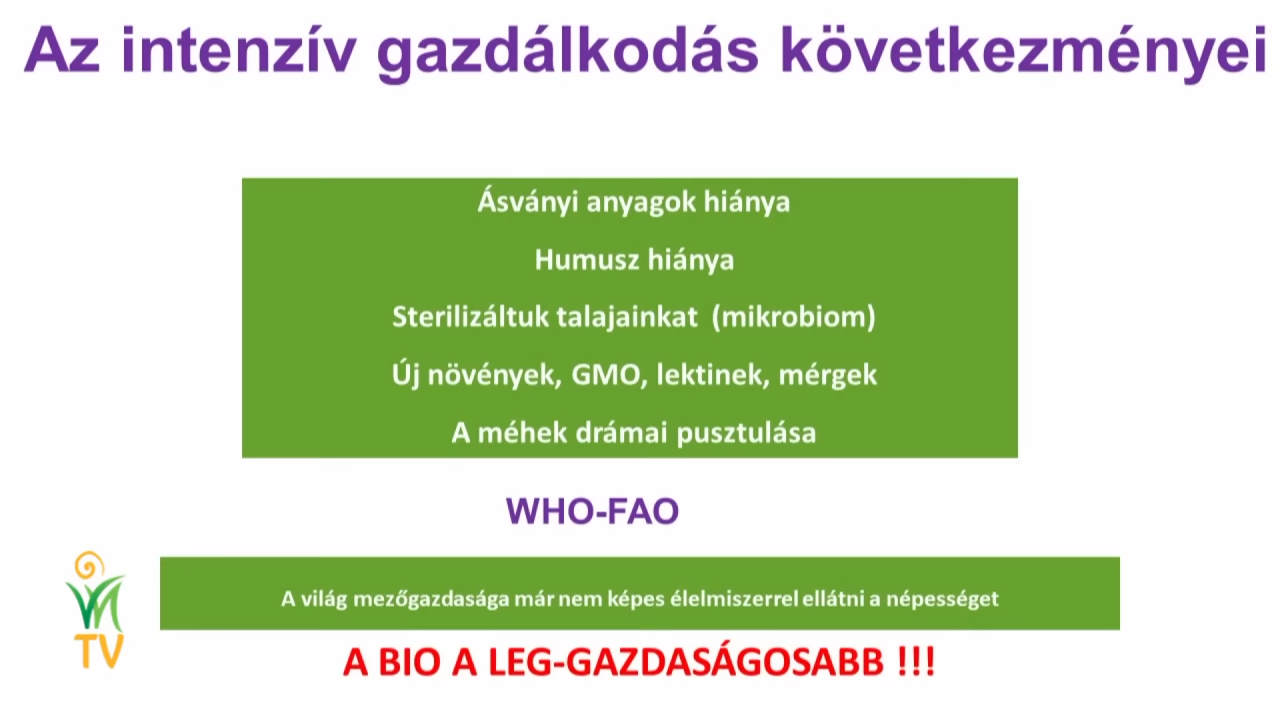 Az intenzív gazdálkodás következményei
Ásványi anyagok hiánya
Humusz hiánya
Sterilizáltuk talajainkat (mikrobiom)
Új növények, GMO, lektinek, mérgek
A méhek drámai pusztulása
WHO-FAO
A világ mezőgazdasága már nem képes élelmiszerrel ellátni a népességet
TV
A BIO A LEG-GAZDASÁGOSABB !!!